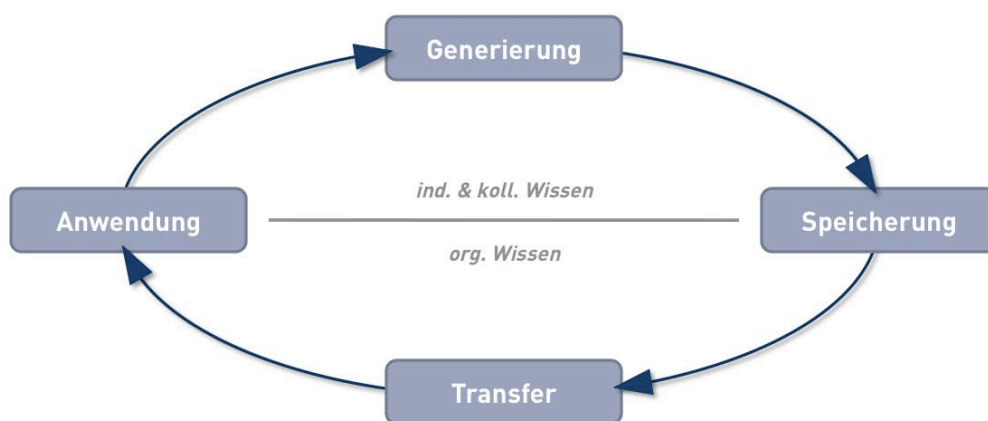 Generierung
ind. & koll. Wissen
Anwendung
Speicherung
org. Wissen
Transfer